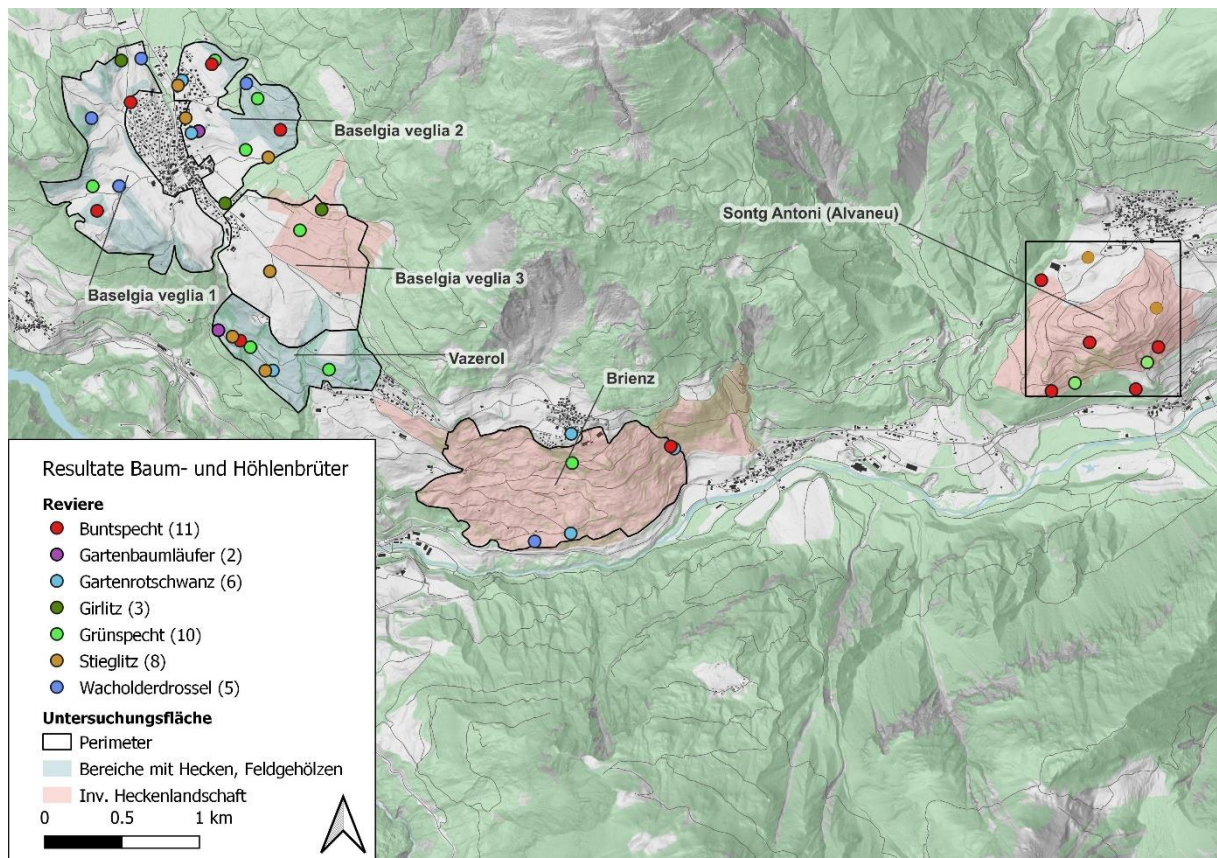 Baselgia veglia 2
Sontg Antoni (Alvaneu)
Baselgia veglia 3
Baselgia veglia 1
Vazerol
Brienz
Resultate Baum- und Höhlenbrüter
Reviere
Buntspecht (11)
Gartenbaumläufer (2)
Gartenrotschwanz (6)
Girlitz (3)
Grünspecht (10)
Stieglitz (8)
Wacholderdrossel (5)
Untersuchungsfläche
Perimeter
Bereiche mit Hecken, Feldgehölzen
Inv. Heckenlandschaft
0 0.5 1 km